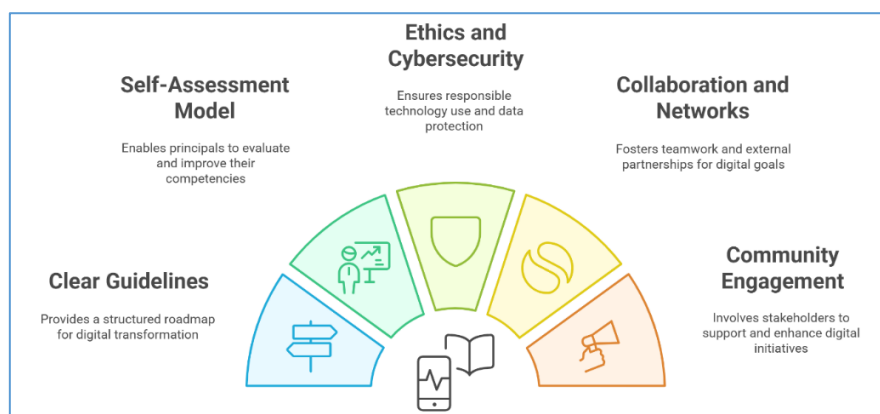 Ethics and
Cybersecurity
Ensures responsible
technology use and data
protection
Self-Assessment
Model
Enables principals to evaluate
and improve their
competencies
Collaboration and
Networks
Fosters teamwork and external
partnerships for digital goals
Clear Guidelines
Provides a structured roadmap
for digital transformation
Community
Engagement
Involves stakeholders to
support and enhance digital
initiatives